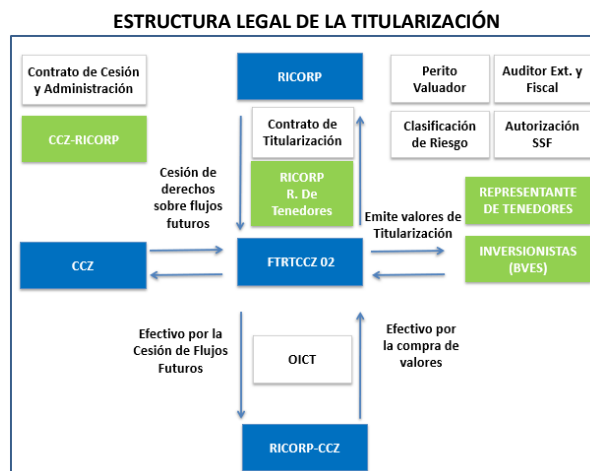 ESTRUCTURA LEGAL DE LA TITULARIZACIÓN
Contrato de Cesión
y Administración
RICORP
Perito
Valuador
Auditor Ext. y
Fiscal
CCZ-RICORP
Contrato de
Titularización
Clasificación
de Riesgo
Autorización
SSF
Cesión de
derechos
sobre flujos
futuros
RICORP
R. De
Tenedores
Emite valores de
Titularización
REPRESENTANTE
DE TENEDORES
CCZ
FTRTCCZ 02
INVERSIONISTAS
(BVES)
Efectivo por la
Cesión de Flujos
Futuros
OICT
Efectivo por
la compra de
valores
RICORP-CCZ